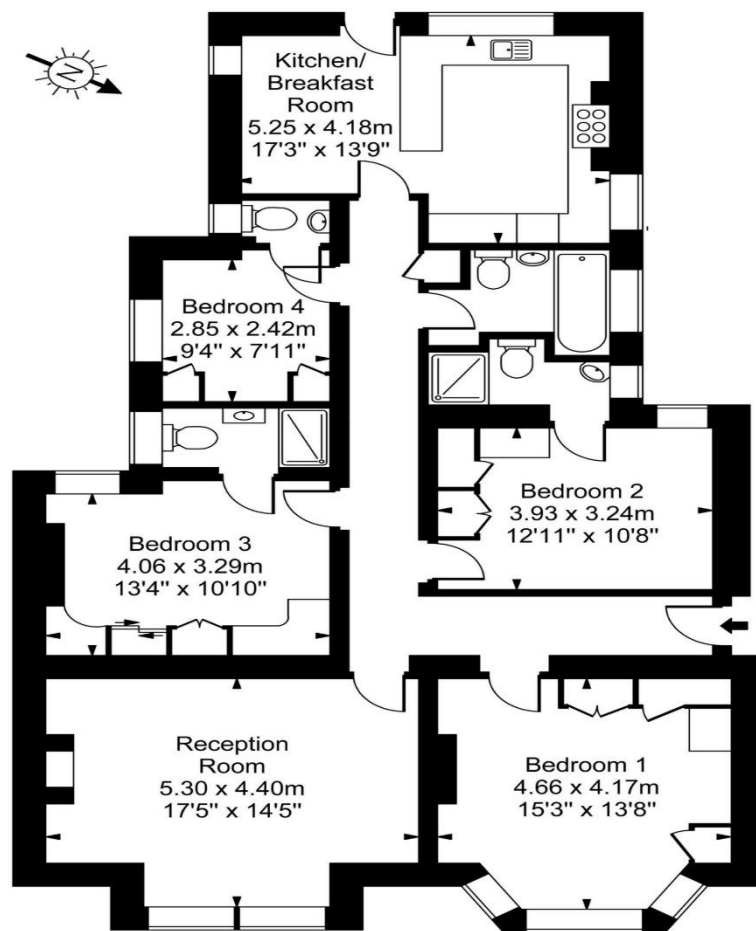 N
Kitchen/
Breakfast
Room
5.25 x 4.18m
17'3" x 13'9"
Bedroom 4
2.85 x 2.42m
9'4" x 7'11"
Bedroom 2
3.93 x 3.24m
12'11" x 10'8"
Bedroom 3
4.06 x 3.29m
13'4" x 10'10"
Reception
Room
5.30 x 4.40m
17'5" x 14'5"
Bedroom 1
4.66 x 4.17m
15'3" x 13'8"